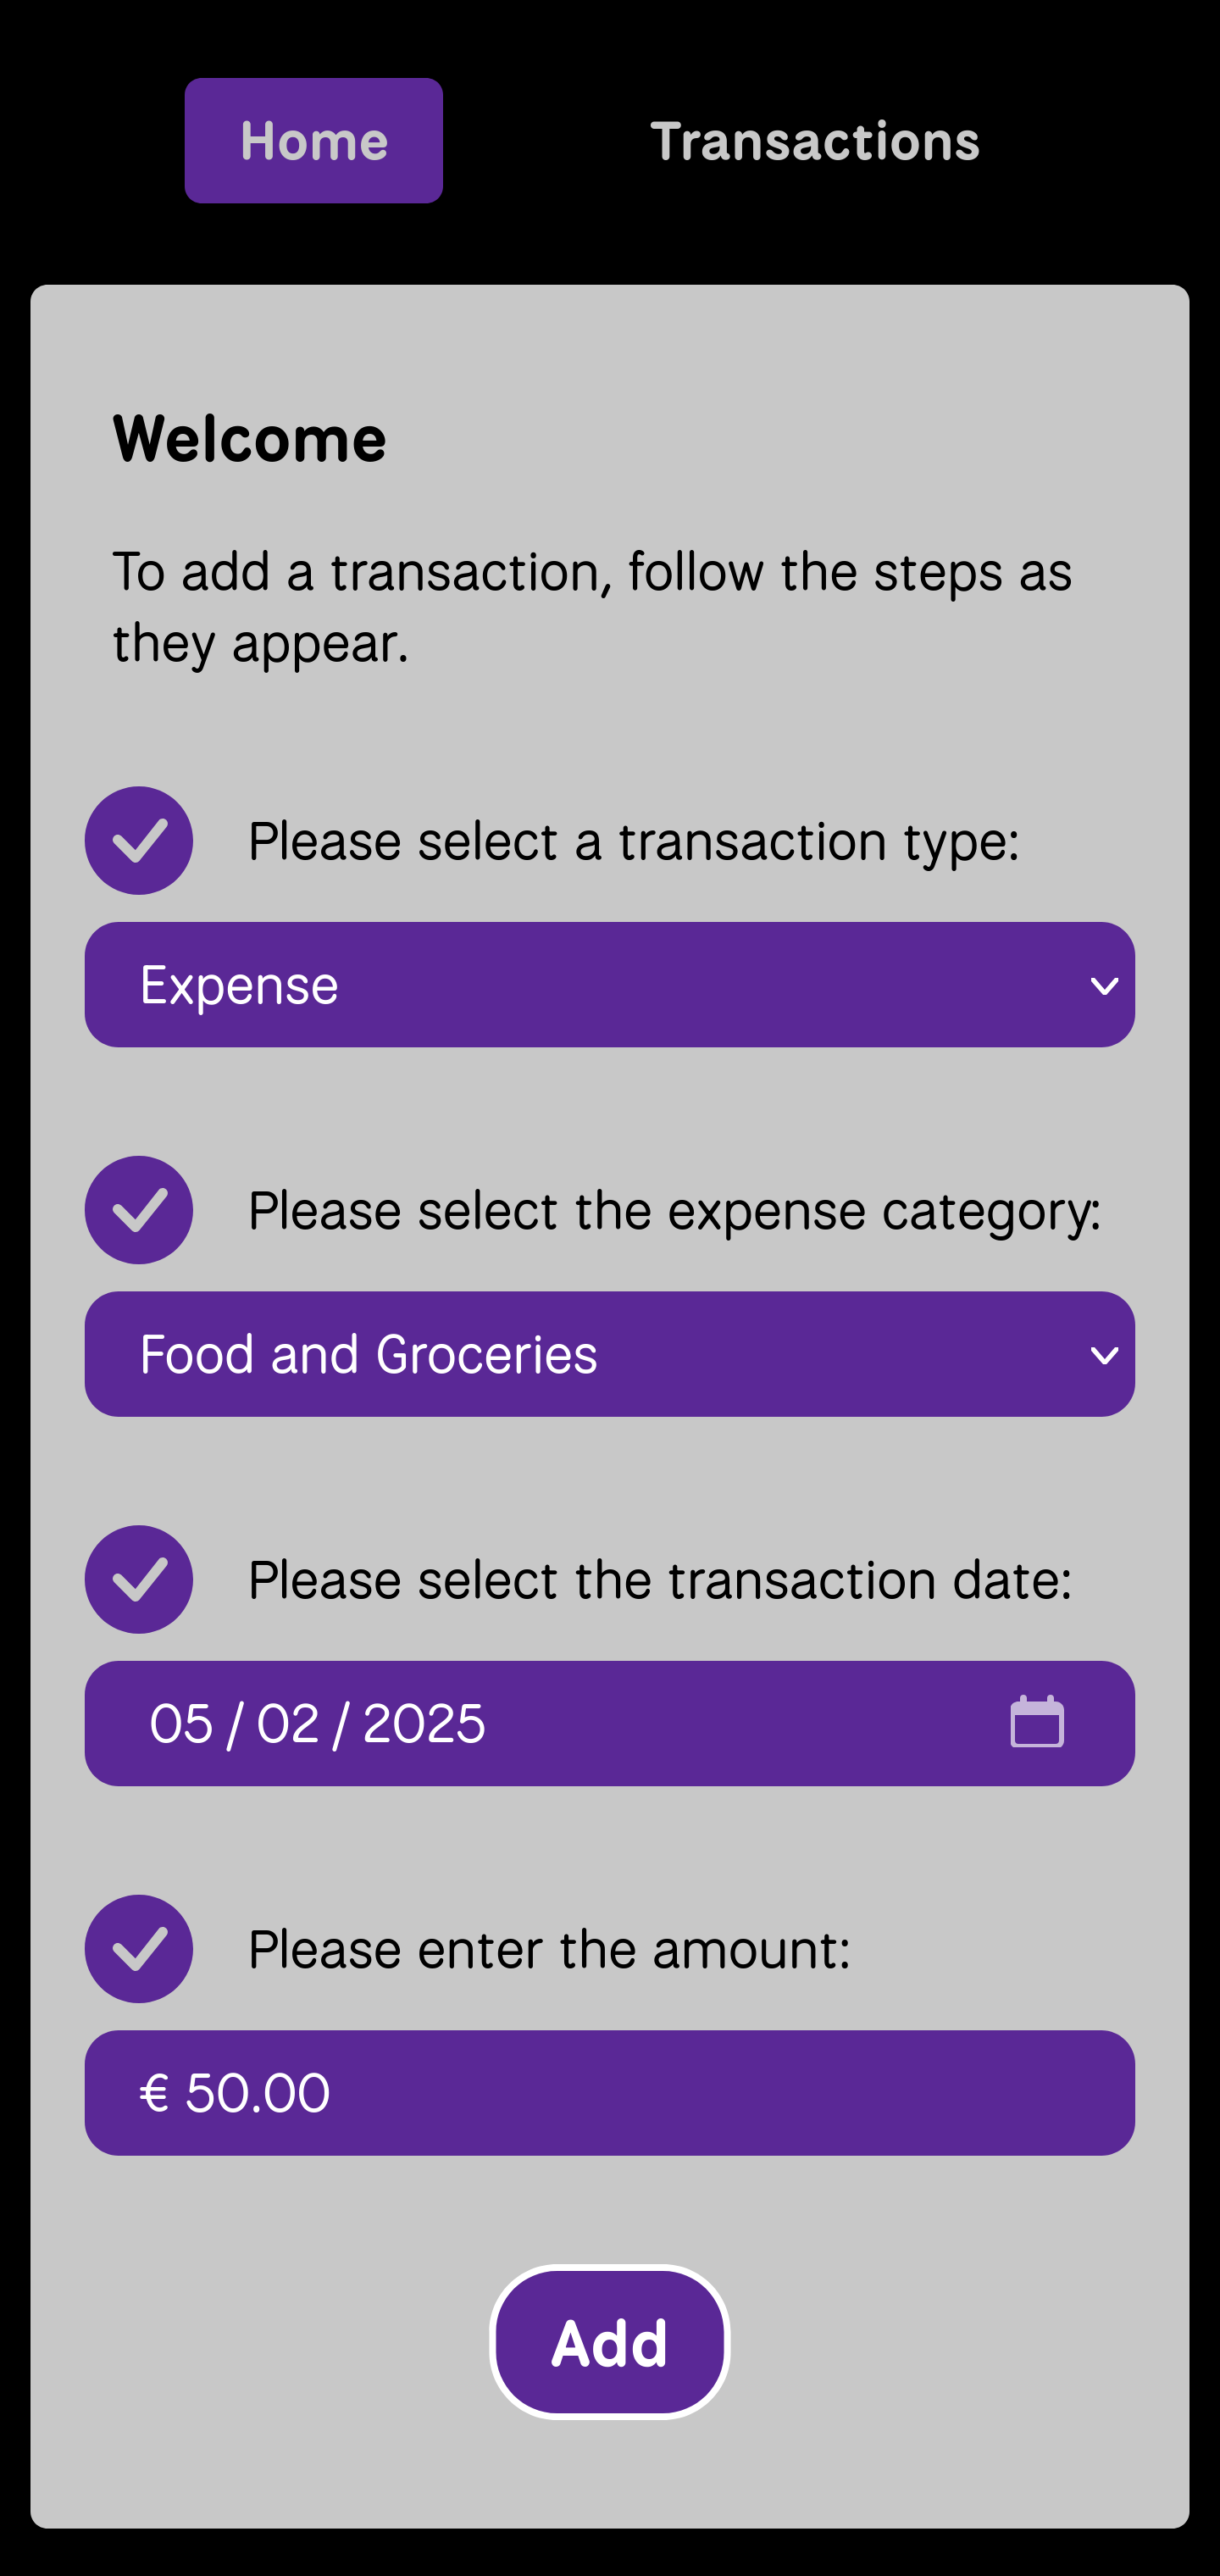 Home Transactions
Welcome
To add a transaction, follow the steps as
they appear.
Please select a transaction type:
Expense
Please select the expense category:
Food and Groceries
Please select the transaction date:
05 / 02 / 2025
Please enter the amount:
€ 50.00
Add